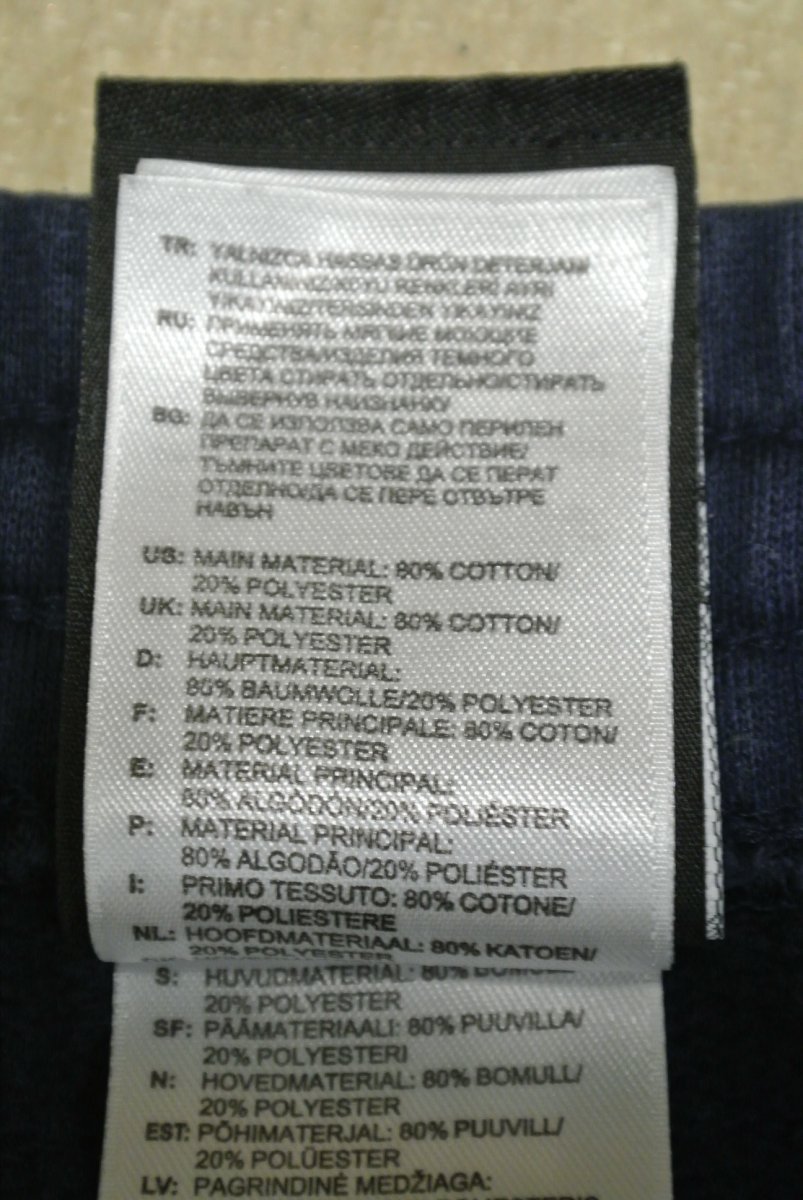 TR: YALNIZCA HASSAS ÜRÜN DETERJANI
KULLANINIZ/KOYU RENKLERİ AYRI
YIKAYINIZ/TERSİNDEN YIKAYINIZ
RU: ПРИМЕНЯТЬ МЯГКИЕ МОЮЩИЕ
СРЕДСТВА/ИЗДЕЛИЯ ТЕМНОГО
ЦВЕТА СТИРАТЬ ОТДЕЛЬНО/СТИРАТЬ
ВЫВЕРНУВ НАИЗНАНКУ
BG: ДА СЕ ИЗПОЛЗВА САМО ПЕРИЛЕН
ПРЕПАРАТ С МЕКО ДЕЙСТВИЕ/
ТЪМНИТЕ ЦВЕТОВЕ ДА СЕ ПЕРАТ
ОТДЕЛНО/ДА СЕ ПЕРЕ ОТВЪТРЕ
НАВЪН
US: MAIN MATERIAL: 80% COTTON/
20% POLYESTER
UK: MAIN MATERIAL: 80% COTTON/
20% POLYESTER
D: HAUPTMATERIAL:
80% BAUMWOLLE/20% POLYESTER
F: MATIERE PRINCIPALE: 80% COTON/
20% POLYESTER
E: MATERIAL PRINCIPAL:
80% ALGODÓN/20% POLIÉSTER
P: MATERIAL PRINCIPAL:
80% ALGODÃO/20% POLIÉSTER
I: PRIMO TESSUTO: 80% COTONE/
20% POLIESTERE
NL: HOOFDMATERIAAL: 80% KATOEN/
20% POLYESTER
S: HUVUDMATERIAL: 80% BOMULL/
20% POLYESTER
SF: PÄÄMATERIAALI: 80% PUUVILLA/
20% POLYESTERI
N: HOVEDMATERIAL: 80% BOMULL/
20% POLYESTER
EST: PÕHIMATERJAL: 80% PUUVILL/
20% POLÜESTER
LV: PAGRINDINĖ MEDŽIAGA: